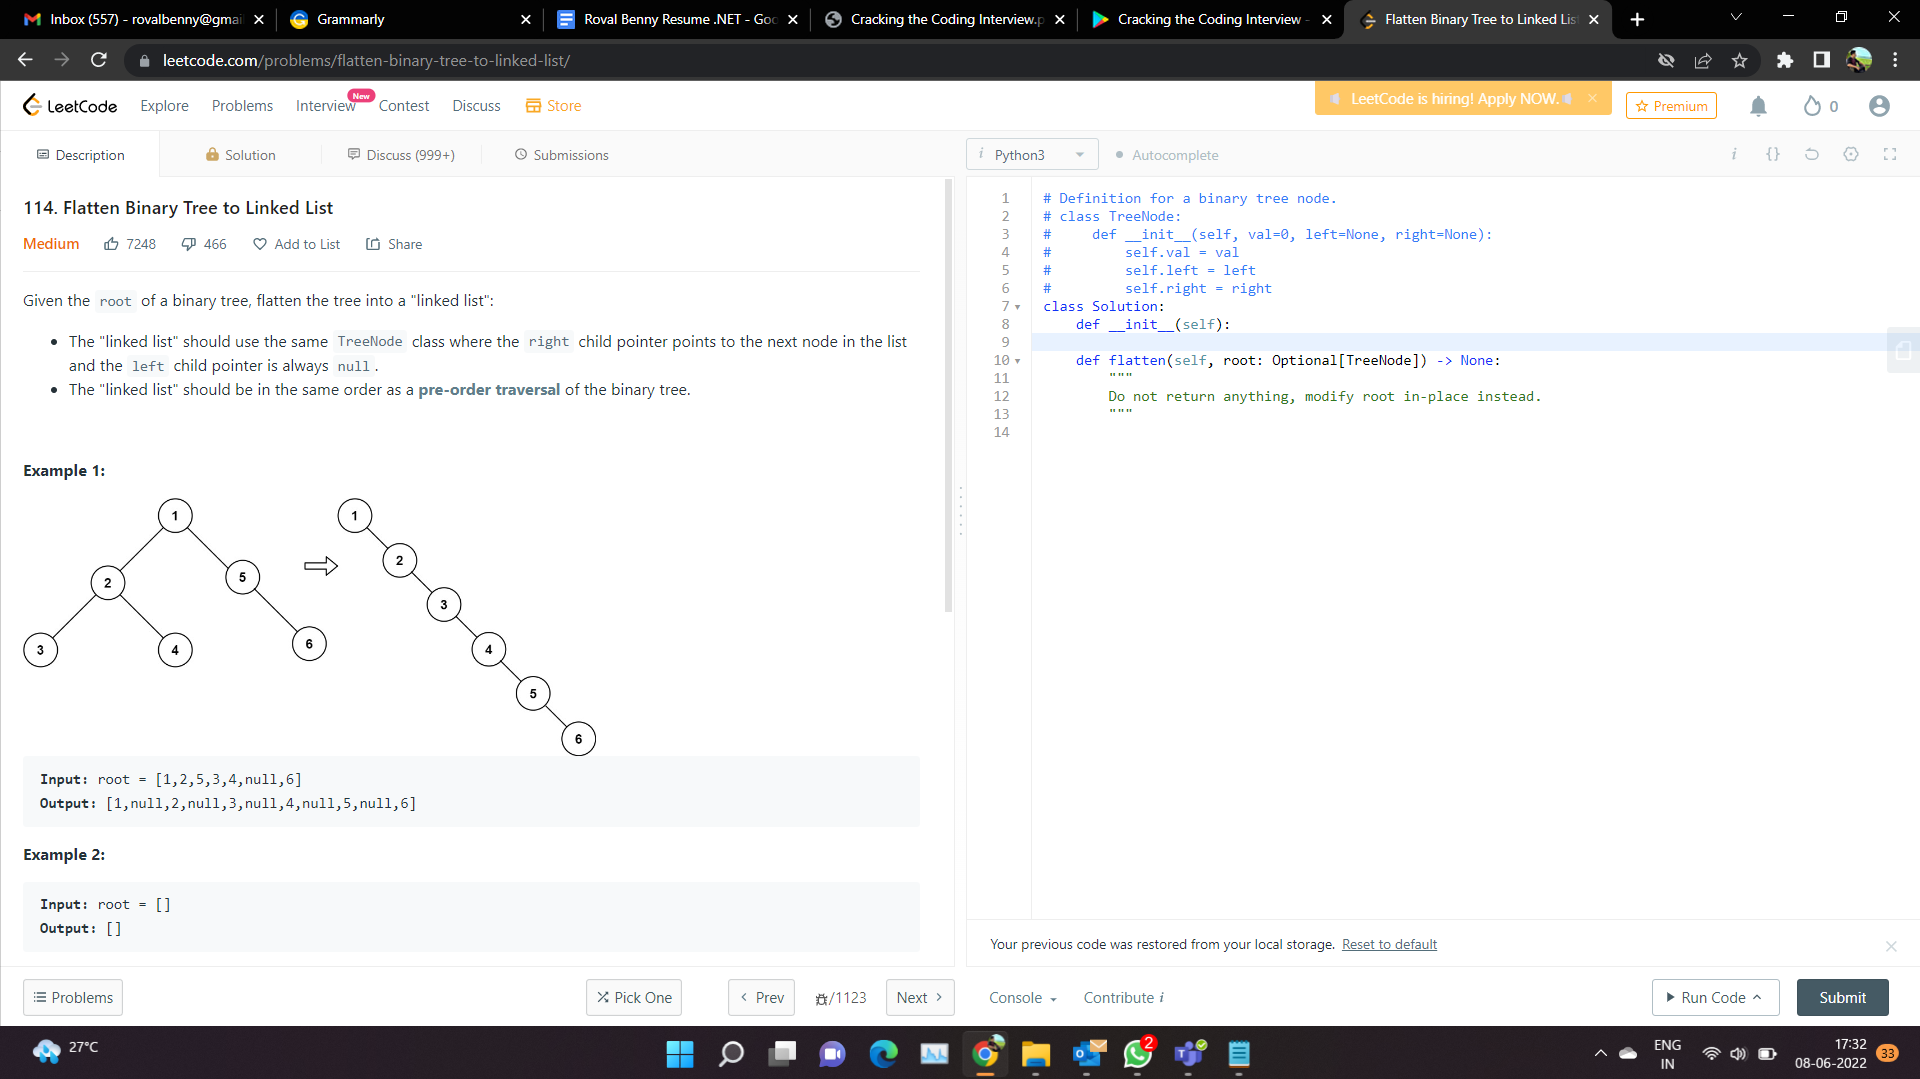 Inbox (557) - rovalbenny@gmai
Grammarly
Roval Benny Resume .NET - Goo
Cracking the Coding Interview.p
Cracking the Coding Interview -
Flatten Binary Tree to Linked Lis
leetcode.com/problems/flatten-binary-tree-to-linked-list/
LeetCode
Explore
Problems
Interview
New
Contest
Discuss
Store
LeetCode is hiring! Apply NOW.
Premium
0
Description
Solution
Discuss (999+)
Submissions
i Python3
Autocomplete
i
{}
114. Flatten Binary Tree to Linked List
Medium
7248
466
Add to List
Share
Given the root of a binary tree, flatten the tree into a "linked list":
• The "linked list" should use the same TreeNode class where the right child pointer points to the next node in the list
and the left child pointer is always null.
• The "linked list" should be in the same order as a pre-order traversal of the binary tree.
Example 1:
1
2
5
3
4
6
1
2
3
4
5
6
Input: root = [1,2,5,3,4,null,6]
Output: [1,null,2,null,3,null,4,null,5,null,6]
Example 2:
Input: root = []
Output: []
1 # Definition for a binary tree node.
2 # class TreeNode:
3 #     def __init__(self, val=0, left=None, right=None):
4 #         self.val = val
5 #         self.left = left
6 #         self.right = right
7 class Solution:
8     def __init__(self):
9
10     def flatten(self, root: Optional[TreeNode]) -> None:
11         """
12         Do not return anything, modify root in-place instead.
13         """
14
Your previous code was restored from your local storage. Reset to default
Problems
Pick One
Prev
/1123
Next
Console
Contribute i
Run Code
Submit
27°C
2
ENG
IN
17:32
08-06-2022
33